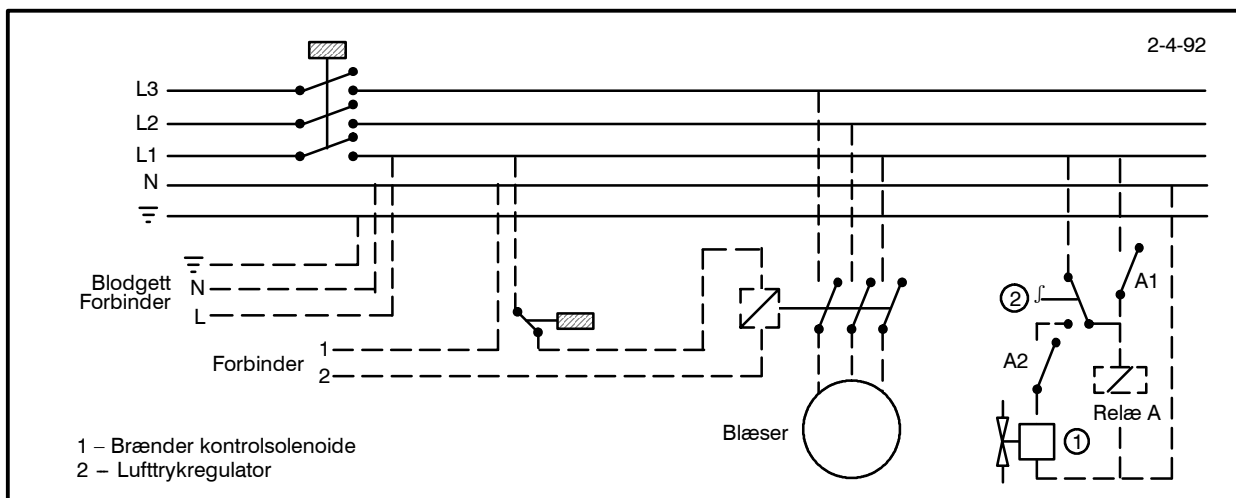 2-4-92
L3
L2
L1
N
Blodgett
Forbinder
N
L
Forbinder
1
2
Blæser
2
A1
A2
Relæ A
1
1 – Brænder kontrolsolenoide
2 – Lufttrykregulator